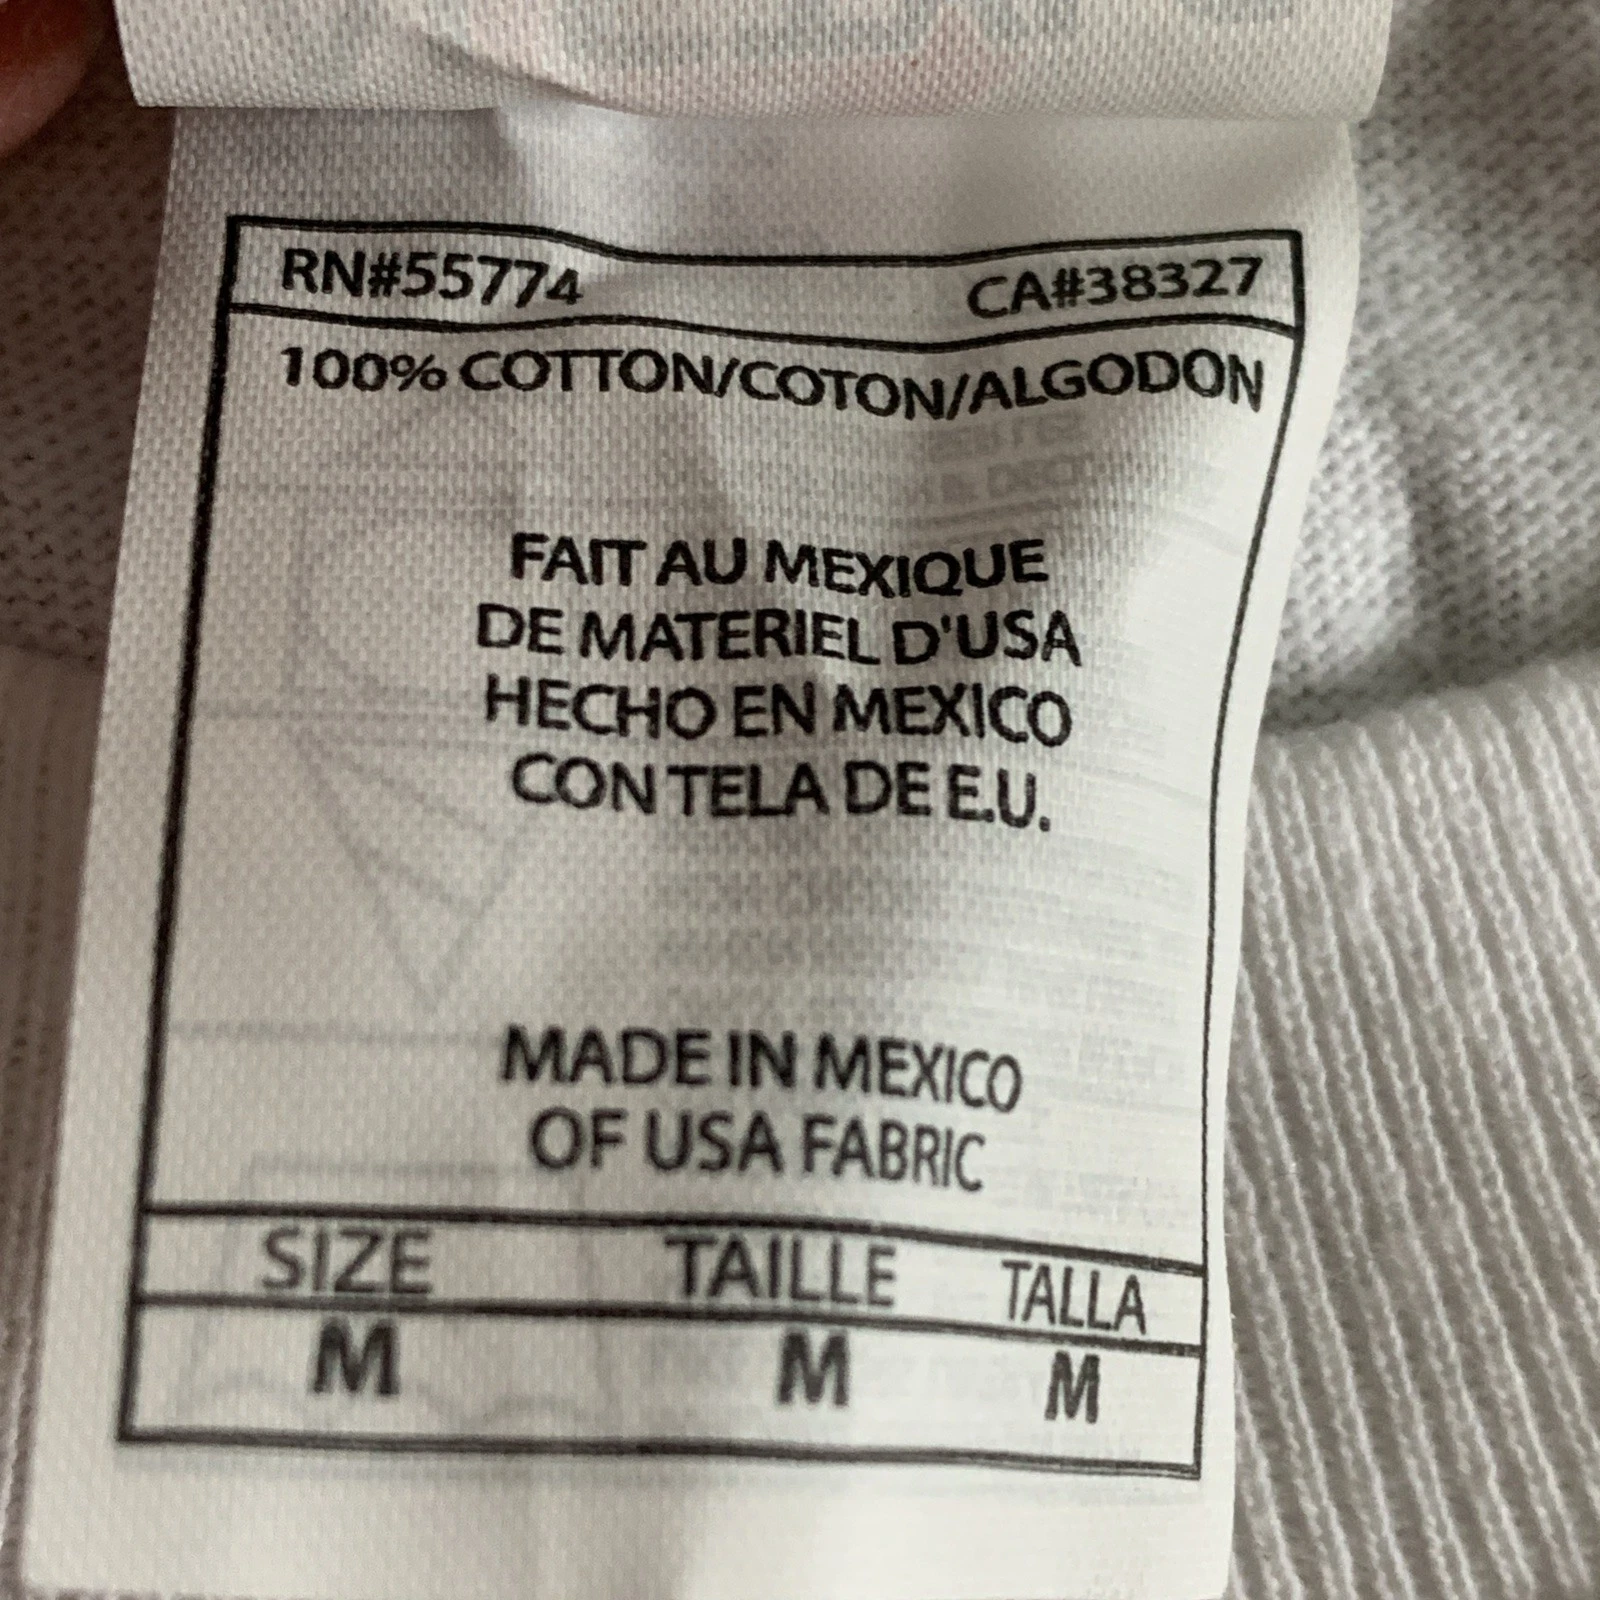 RN#55774 CA#38327
100% COTTON/COTON/ALGODON
FAIT AU MEXIQUE
DE MATERIEL D'USA
HECHO EN MEXICO
CON TELA DE E.U.
MADE IN MEXICO
OF USA FABRIC
SIZE TAILLE TALLA
M M M